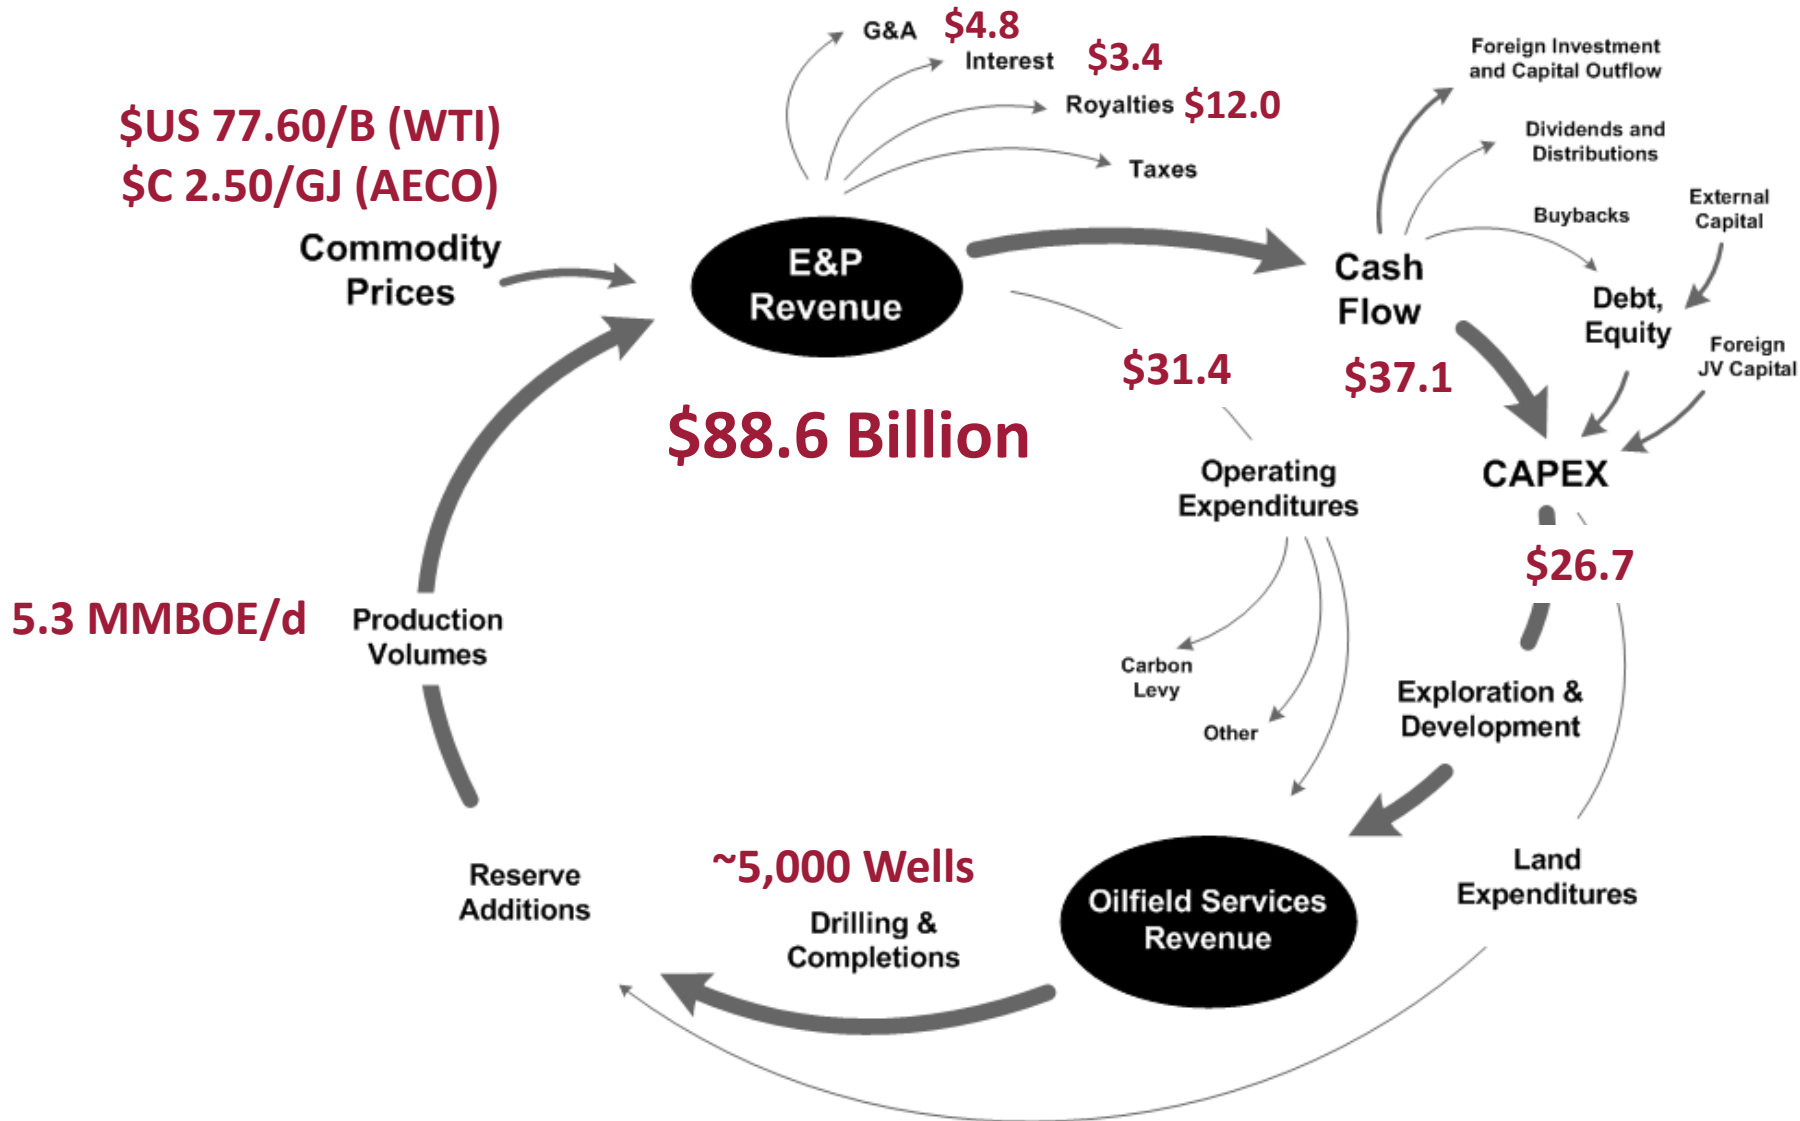 G&A $4.8
Interest $3.4
Royalties $12.0
Taxes
$US 77.60/B (WTI)
$C 2.50/GJ (AECO)
Commodity
Prices
E&P
Revenue
$88.6 Billion
Foreign Investment
and Capital Outflow
Dividends and
Distributions
Buybacks
External
Capital
Cash
Flow
$37.1
Debt,
Equity
Foreign
JV Capital
$31.4
Operating
Expenditures
CAPEX
$26.7
Carbon
Levy
Other
Exploration &
Development
Land
Expenditures
Oilfield Services
Revenue
~5,000 Wells
Drilling &
Completions
Reserve
Additions
5.3 MMBOE/d
Production
Volumes